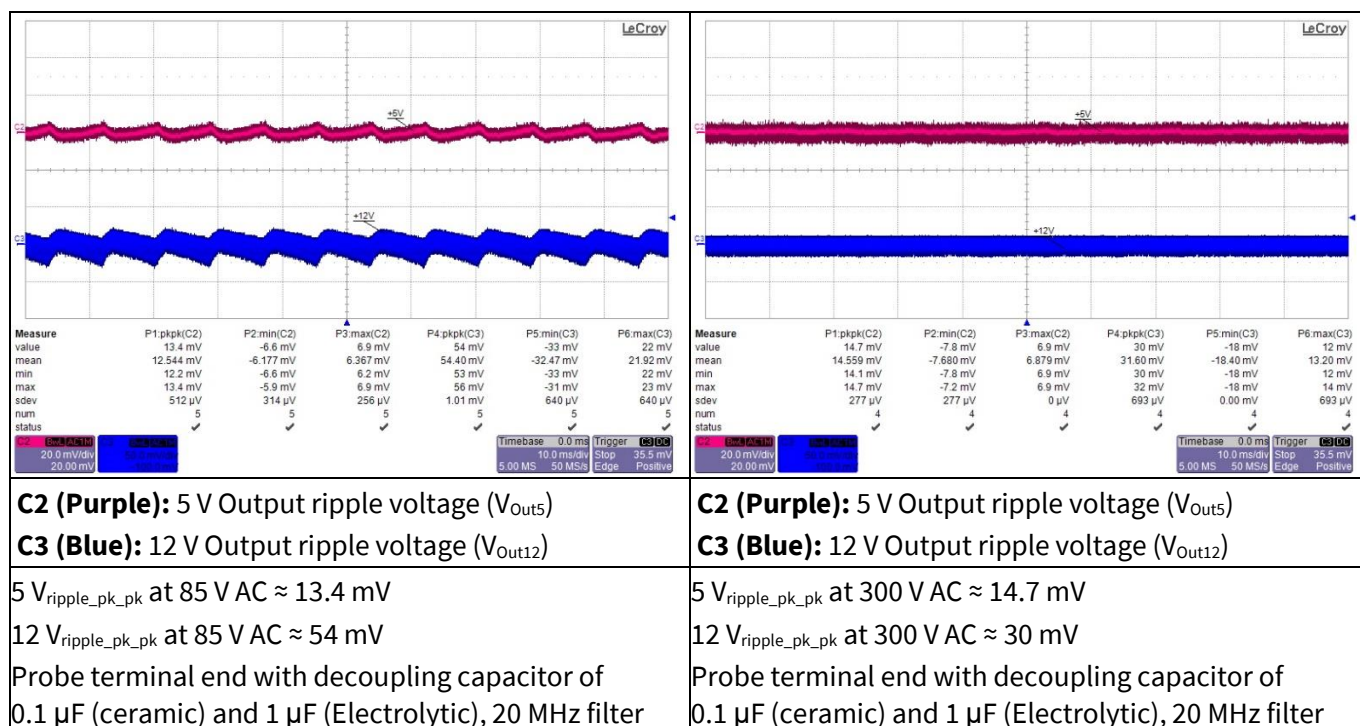 LeCroy
+5V
C2
+12V
C3
Measure P1:pkpk(C2) P2:min(C2) P3:max(C2) P4:pkpk(C3) P5:min(C3) P6:max(C3)
value 13.4 mV -6.6 mV 6.9 mV 54 mV -33 mV 22 mV
mean 12.544 mV -6.177 mV 6.367 mV 54.40 mV -32.47 mV 21.92 mV
min 12.2 mV -6.6 mV 6.2 mV 53 mV -33 mV 22 mV
max 13.4 mV -5.9 mV 6.9 mV 56 mV -31 mV 23 mV
sdev 512 µV 314 µV 256 µV 1.01 mV 640 µV 640 µV
num 5 5 5 5 5 5
status
C2 BwL AC1M
20.0 mV/div
20.00 mV
Timebase 0.0 ms Trigger C3 DC
10.0 ms/div Stop 35.5 mV
5.00 MS 50 MS/s Edge Positive
C2 (Purple): 5 V Output ripple voltage (VOut5)
C3 (Blue): 12 V Output ripple voltage (VOut12)
5 Vripple_pk_pk at 85 V AC ≈ 13.4 mV
12 Vripple_pk_pk at 85 V AC ≈ 54 mV
Probe terminal end with decoupling capacitor of
0.1 µF (ceramic) and 1 µF (Electrolytic), 20 MHz filter
LeCroy
+5V
C2
+12V
C3
Measure P1:pkpk(C2) P2:min(C2) P3:max(C2) P4:pkpk(C3) P5:min(C3) P6:max(C3)
value 14.7 mV -7.8 mV 6.9 mV 30 mV -18 mV 12 mV
mean 14.559 mV -7.680 mV 6.879 mV 31.60 mV -18.40 mV 13.20 mV
min 14.1 mV -7.8 mV 6.9 mV 30 mV -18 mV 12 mV
max 14.7 mV -7.2 mV 6.9 mV 32 mV -18 mV 14 mV
sdev 277 µV 277 µV 0 µV 693 µV 0.00 mV 693 µV
num 4 4 4 4 4 4
status
C2 BwL AC1M
20.0 mV/div
20.00 mV
Timebase 0.0 ms Trigger C3 DC
10.0 ms/div Stop 35.5 mV
5.00 MS 50 MS/s Edge Positive
C2 (Purple): 5 V Output ripple voltage (VOut5)
C3 (Blue): 12 V Output ripple voltage (VOut12)
5 Vripple_pk_pk at 300 V AC ≈ 14.7 mV
12 Vripple_pk_pk at 300 V AC ≈ 30 mV
Probe terminal end with decoupling capacitor of
0.1 µF (ceramic) and 1 µF (Electrolytic), 20 MHz filter